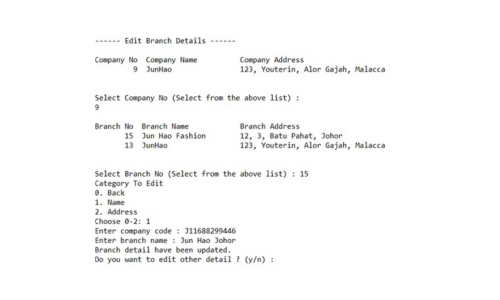 ------ Edit Branch Details ------
Company No Company Name Company Address
9 JunHao 123, Youterin, Alor Gajah, Malacca
Select Company No (Select from the above list) :
9
Branch No Branch Name Branch Address
15 Jun Hao Fashion 12, 3, Batu Pahat, Johor
13 JunHao 123, Youterin, Alor Gajah, Malacca
Select Branch No (Select from the above list) : 15
Category To Edit
0. Back
1. Name
2. Address
Choose 0-2: 1
Enter company code : J11688299446
Enter branch name : Jun Hao Johor
Branch detail have been updated.
Do you want to edit other detail ? (y/n) :